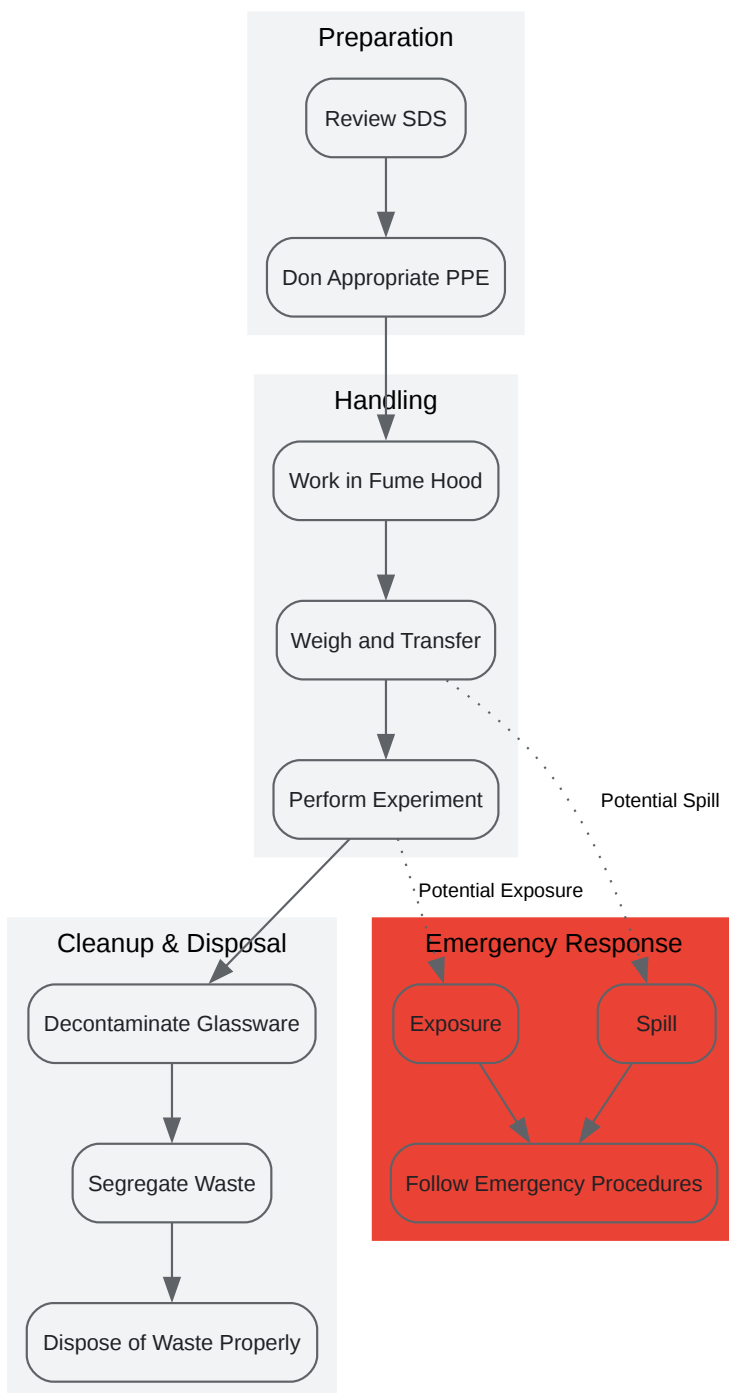 Preparation
Review SDS
Don Appropriate PPE
Handling
Work in Fume Hood
Weigh and Transfer
Perform Experiment
Potential Spill
Potential Exposure
Cleanup & Disposal
Decontaminate Glassware
Segregate Waste
Dispose of Waste Properly
Emergency Response
Exposure
Spill
Follow Emergency Procedures